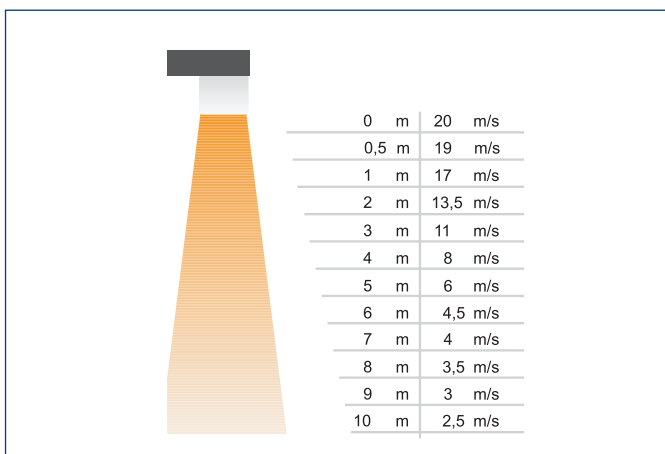 0 m 20 m/s
0,5 m 19 m/s
1 m 17 m/s
2 m 13,5 m/s
3 m 11 m/s
4 m 8 m/s
5 m 6 m/s
6 m 4,5 m/s
7 m 4 m/s
8 m 3,5 m/s
9 m 3 m/s
10 m 2,5 m/s